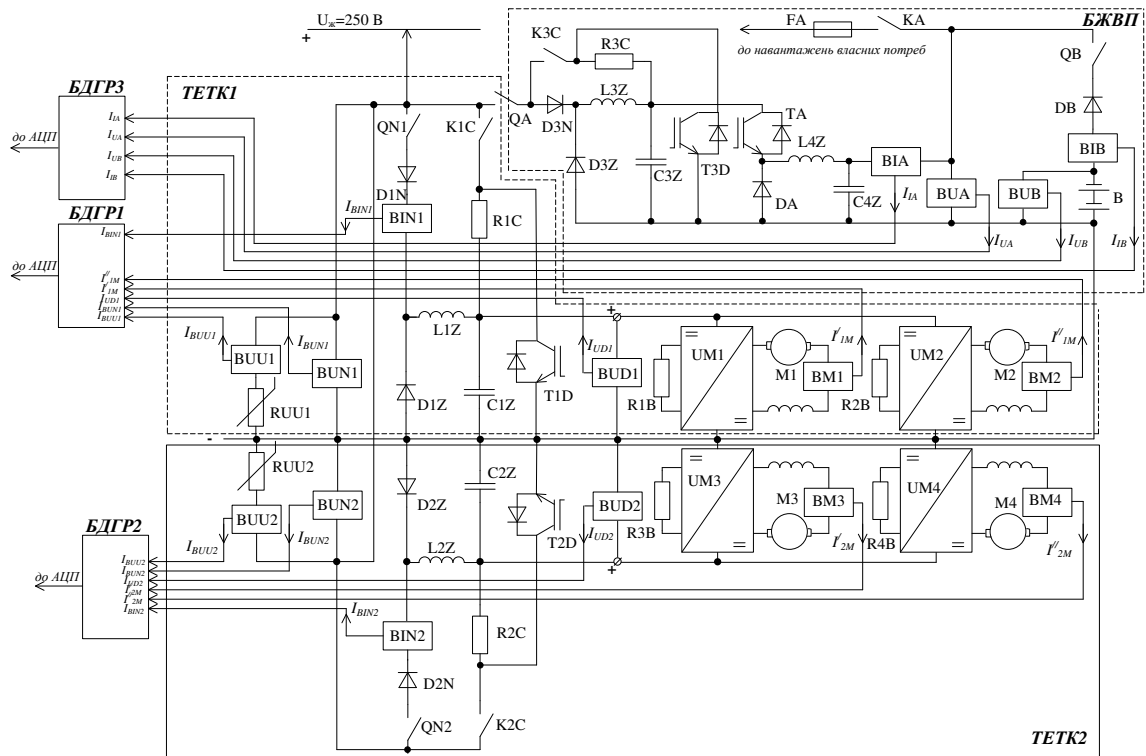 Uж=250 В
+
K3C
R3C
FA
KA
БЖВП
до навантажень власних потреб
QB
БДГР3
ТЕТК1
L3Z
TA
DB
до АЦП
I_IA
I_UA
I_UB
I_IB
QN1
K1C
QA
D3N
T3D
L4Z
BIA
BIB
D3Z
C3Z
DA
C4Z
I_IA
BUA
BUB
B
D1N
БДГР1
I_BIN1
I_BIN1
BIN1
R1C
I_UA
I_UB
I_IB
до АЦП
I''_1M
I'_1M
I_UD1
I_BUN1
I_BUU1
L1Z
+
I_BUU1
I_BUN1
I_UD1
UM1
I'_1M
UM2
I''_1M
BUU1
BUN1
BUD1
M1
BM1
M2
BM2
RUU1
D1Z
C1Z
T1D
R1B
R2B
-
RUU2
C2Z
D2Z
UM3
UM4
BUU2
BUN2
T2D
BUD2
M3
BM3
M4
BM4
БДГР2
R3B
R4B
I_BUU2
I_BUN2
I_UD2
I'_2M
I''_2M
L2Z
+
до АЦП
I_BUU2
I_BUN2
I_UD2
I'_2M
I''_2M
I_BIN2
I_BIN2
BIN2
R2C
D2N
QN2
K2C
ТЕТК2